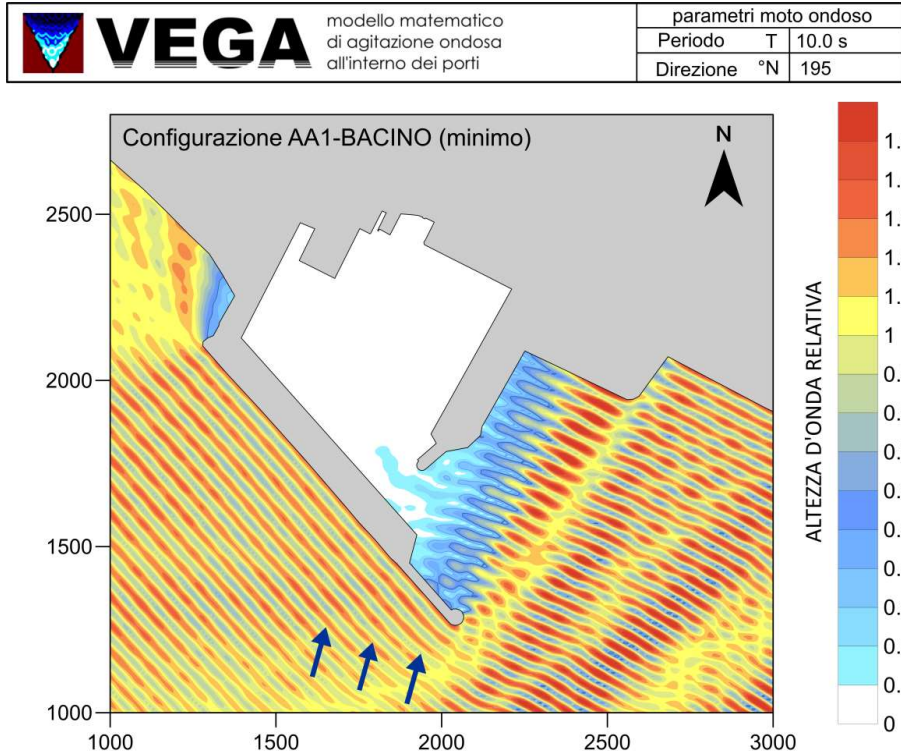 VEGA
modello matematico
di agitazione ondosa
all'interno dei porti
parametri moto ondoso
Periodo T 10.0 s
Direzione °N 195
Configurazione AA1-BACINO (minimo)
N
2500
2000
1500
1000
1000 1500 2000 2500 3000
ALTEZZA D'ONDA RELATIVA
1.
1.
1.
1.
1.
1
0.
0.
0.
0.
0.
0.
0.
0.
0.
0